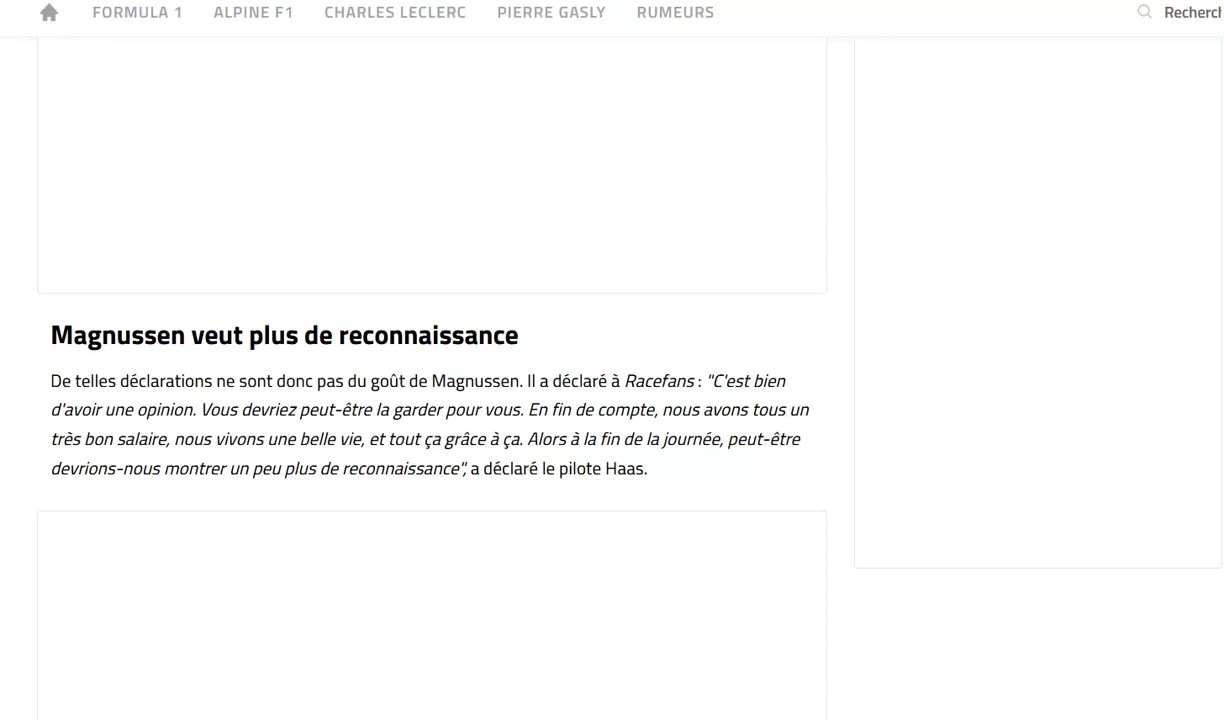 FORMULA 1 ALPINE F1 CHARLES LECLERC PIERRE GASLY RUMEURS
Magnussen veut plus de reconnaissance
De telles déclarations ne sont donc pas du goût de Magnussen. Il a déclaré à Racefans : "C'est bien
d'avoir une opinion. Vous devriez peut-être la garder pour vous. En fin de compte, nous avons tous un
très bon salaire, nous vivons une belle vie, et tout ça grâce à ça. Alors à la fin de la journée, peut-être
devrions-nous montrer un peu plus de reconnaissance", a déclaré le pilote Haas.